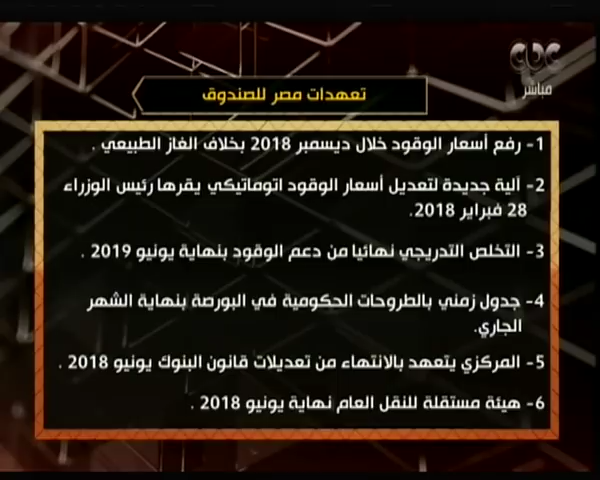 cbc
مباشر
تعهدات مصر للصندوق
1- رفع أسعار الوقود خلال ديسمبر 2018 بخلاف الغاز الطبيعي .
2- آلية جديدة لتعديل أسعار الوقود اتوماتيكي يقرها رئيس الوزراء
28 فبراير 2018.
3- التخلص التدريجي نهائيا من دعم الوقود بنهاية يونيو 2019 .
4- جدول زمني بالطروحات الحكومية في البورصة بنهاية الشهر
الجاري.
5- المركزي يتعهد بالانتهاء من تعديلات قانون البنوك يونيو 2018 .
6- هيئة مستقلة للنقل العام نهاية يونيو 2018 .